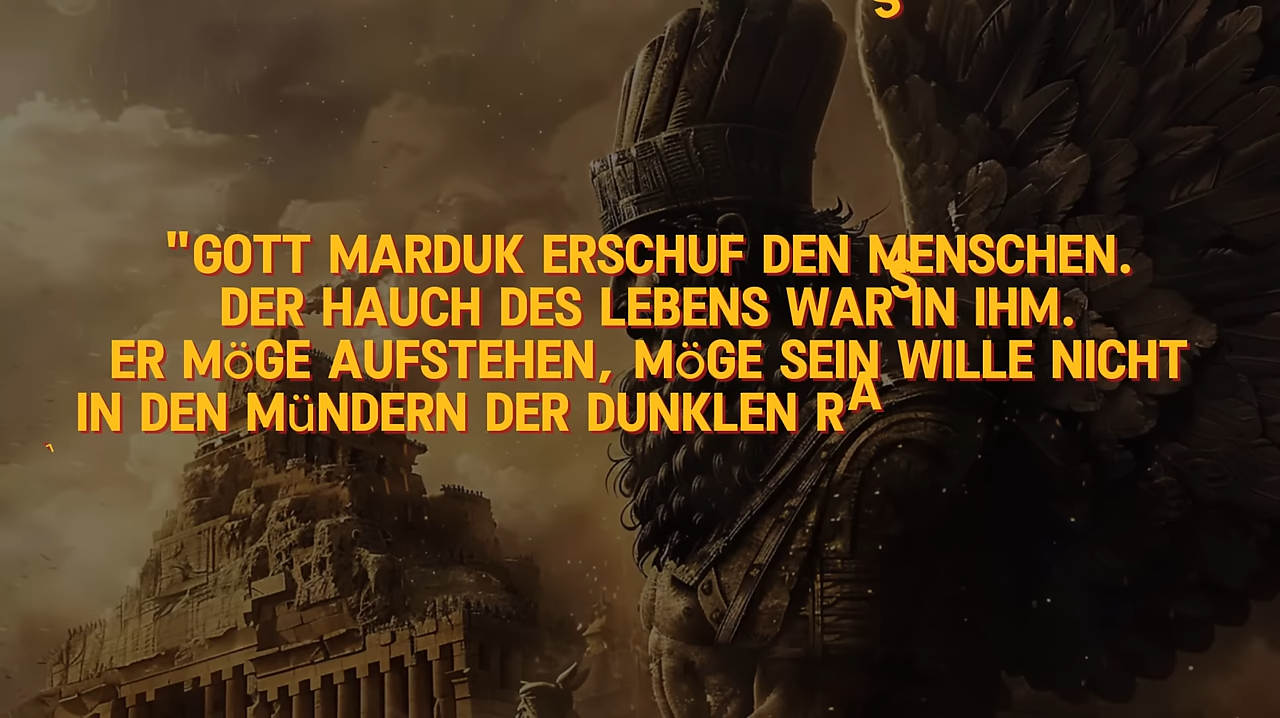 "GOTT MARDUK ERSCHUF DEN MENSCHEN.
DER HAUCH DES LEBENS WAR IN IHM.
ER MöGE AUFSTEHEN, MöGE SEIN WILLE NICHT
IN DEN MüNDERN DER DUNKLEN RA